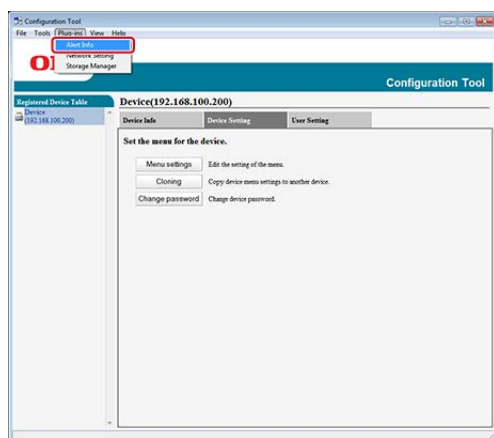 Configuration Tool
File Tools Plug-ins View Help
Alert Info
Network Setting
Storage Manager
Configuration Tool
Registered Device Table
Device
(192.168.100.200)
Device(192.168.100.200)
Device Info Device Setting User Setting
Set the menu for the device.
Menu settings Edit the setting of the menu.
Cloning Copy device menu settings to another device.
Change password Change device password.